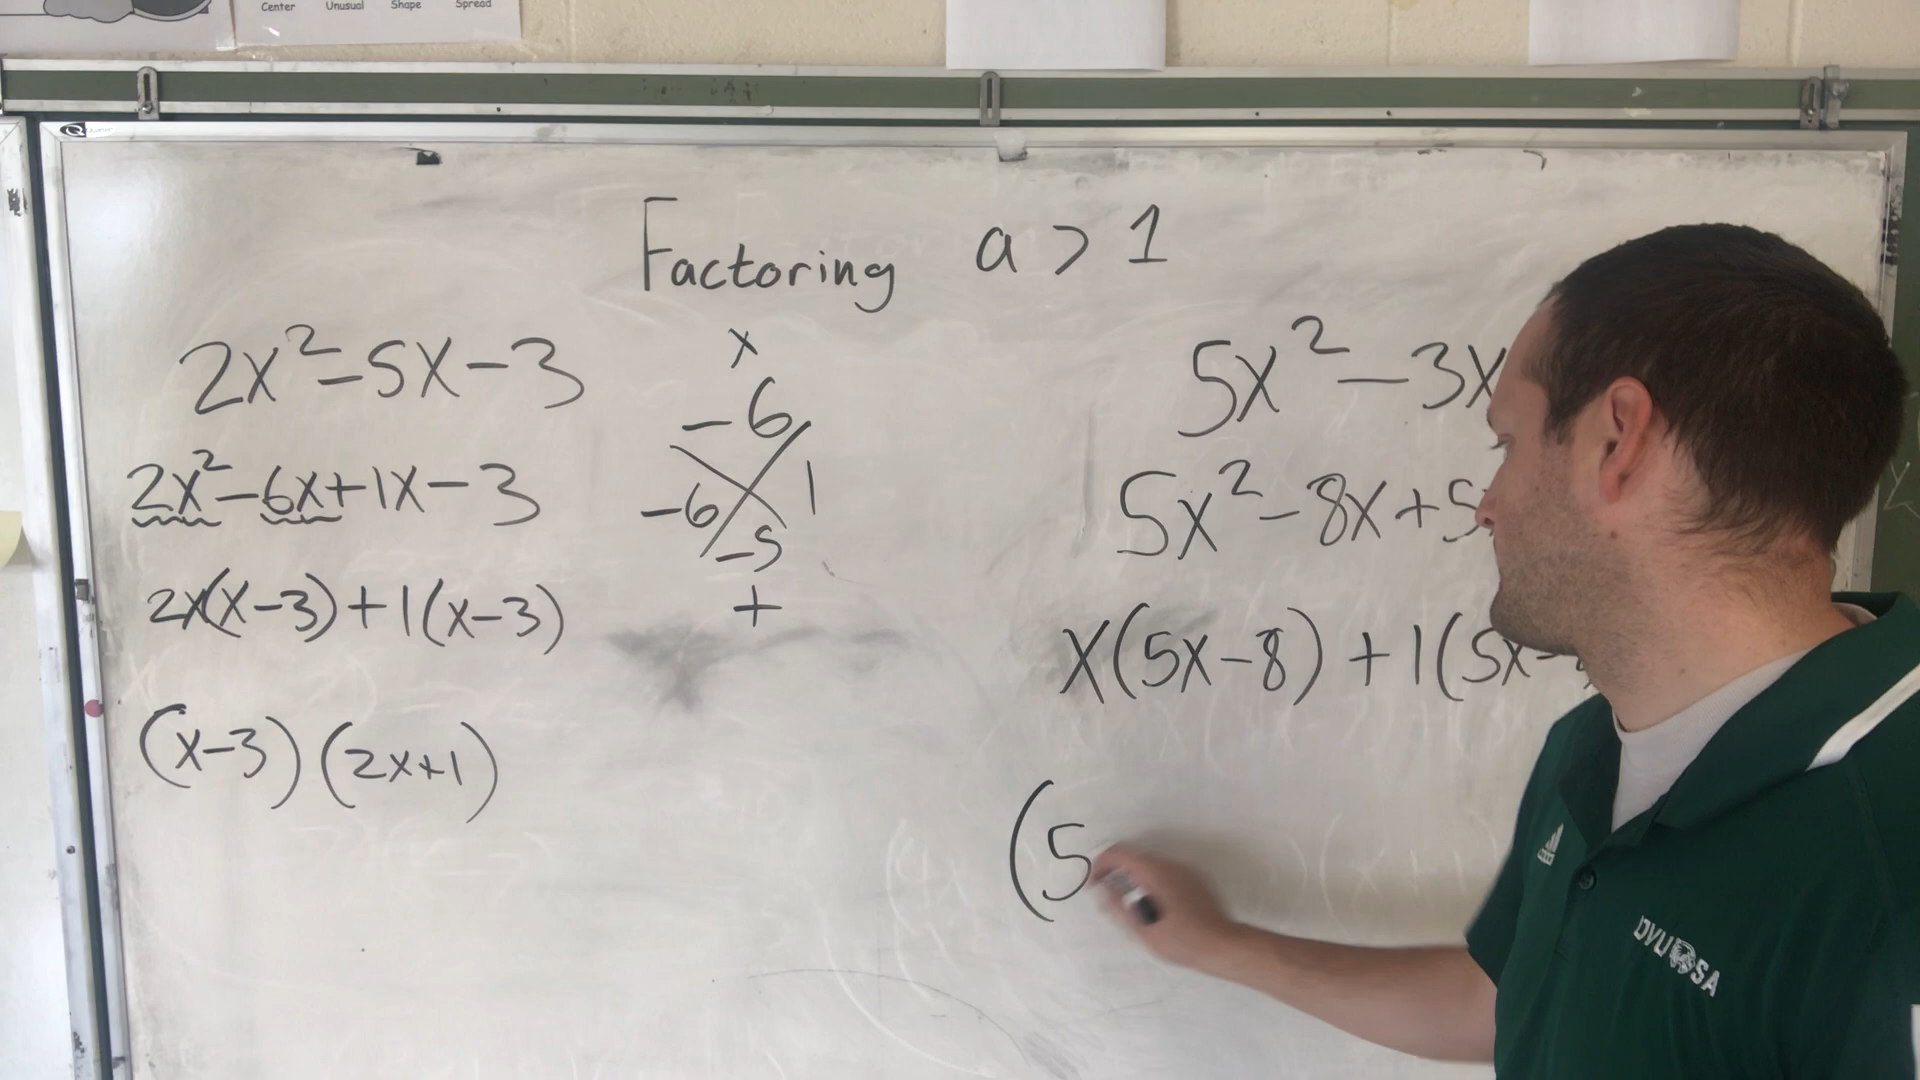 Center Unusual Shape Spread
Factoring a > 1
2x² - 5x - 3
2x² - 6x + 1x - 3
2x(x - 3) + 1(x - 3)
(x - 3)(2x + 1)
x
-6
-6 1
-5
+
5x² - 3x
5x² - 8x + 5
x(5x - 8) + 1(5x -
(5
adidas